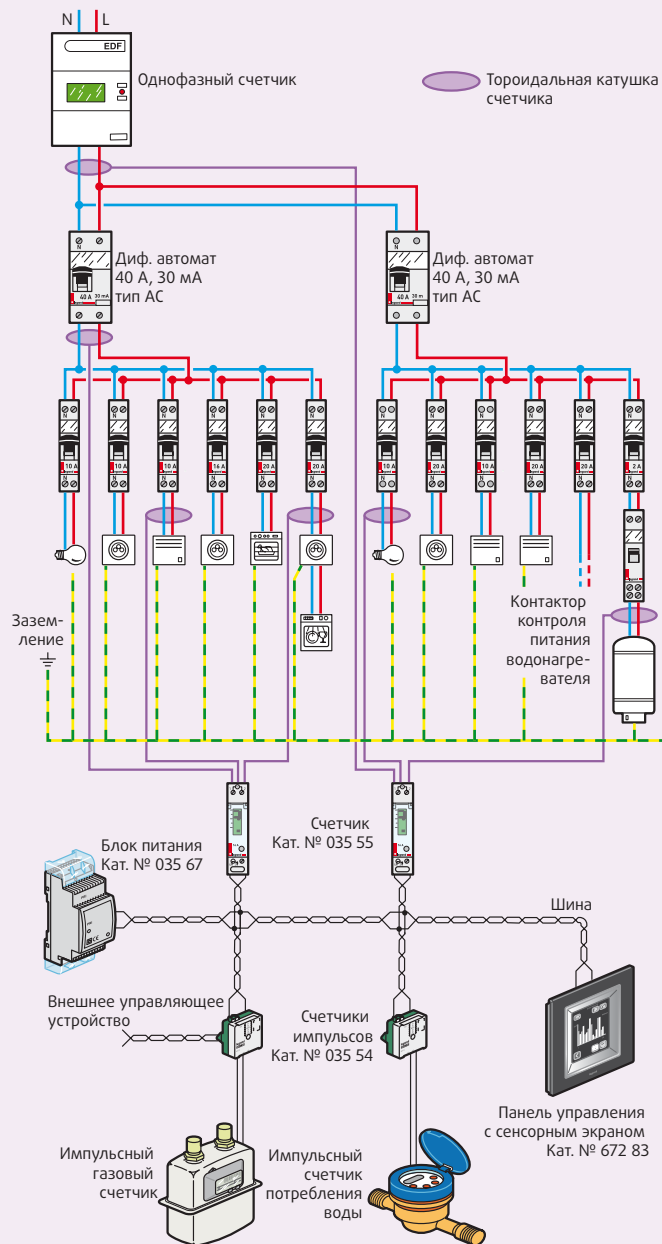 N L
EDF
Однофазный счетчик
Тороидальная катушка
счетчика
N
N
Диф. автомат
40 А, 30 мА
тип АС
Диф. автомат
40 А, 30 мА
тип АС
40 A 30 mA
40 A 30 m
N
N
N
N
N
N
N
N
N
N
N
N
10 A
10 A
10 A
16 A
20 A
20 A
10 A
20 A
10 A
20 A
20 A
2 A
Зазем-
ление
Контактор
контроля
питания
водонагре-
вателя
Счетчик
Кат. № 035 55
Блок питания
Кат. № 035 67
Шина
Внешнее управляющее
устройство
Счетчики
импульсов
Кат. № 035 54
Панель управления
с сенсорным экраном
Кат. № 672 83
Импульсный
газовый
счетчик
Импульсный
счетчик
потребления
воды